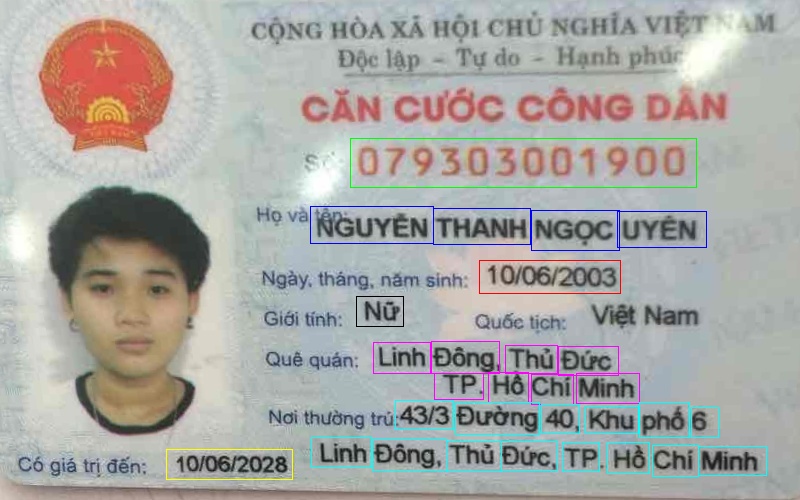 CỘNG HÒA XÃ HỘI CHỦ NGHĨA VIỆT NAM
Độc lập - Tự do - Hạnh phúc
CĂN CƯỚC CÔNG DÂN
Số: 079303001900
Họ và tên: NGUYỄN THANH NGỌC UYÊN
Ngày, tháng, năm sinh: 10/06/2003
Giới tính: Nữ Quốc tịch: Việt Nam
Quê quán: Linh Đông, Thủ Đức
TP. Hồ Chí Minh
Nơi thường trú: 43/3 Đường 40, Khu phố 6
Linh Đông, Thủ Đức, TP. Hồ Chí Minh
Có giá trị đến: 10/06/2028